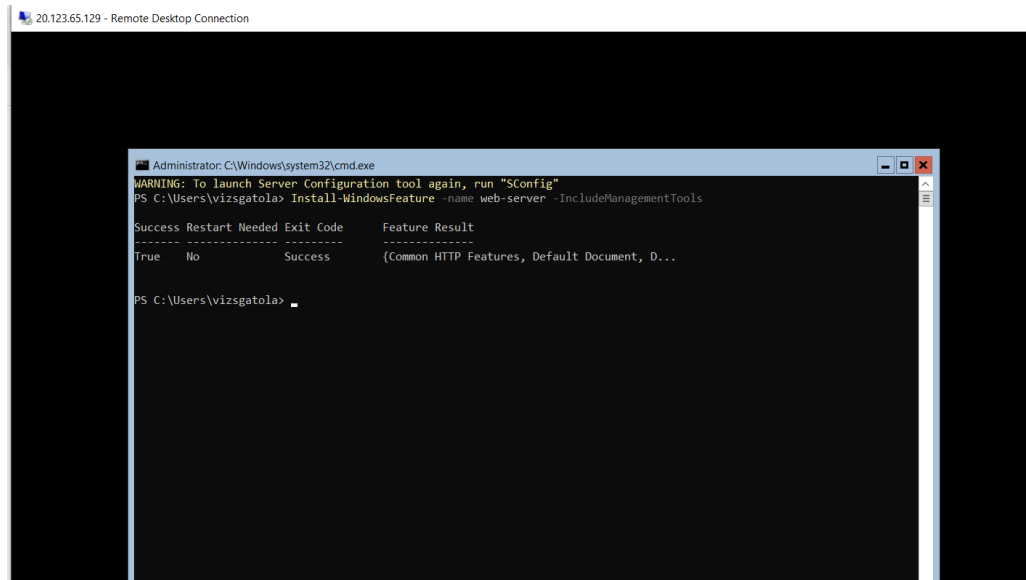 20.123.65.129 - Remote Desktop Connection
Administrator: C:\Windows\system32\cmd.exe
WARNING: To launch Server Configuration tool again, run "SConfig"
PS C:\Users\vizsgatola> Install-WindowsFeature -name web-server -IncludeManagementTools
Success Restart Needed Exit Code      Feature Result
------- -------------- ---------      --------------
True    No             Success        {Common HTTP Features, Default Document, D...
PS C:\Users\vizsgatola>